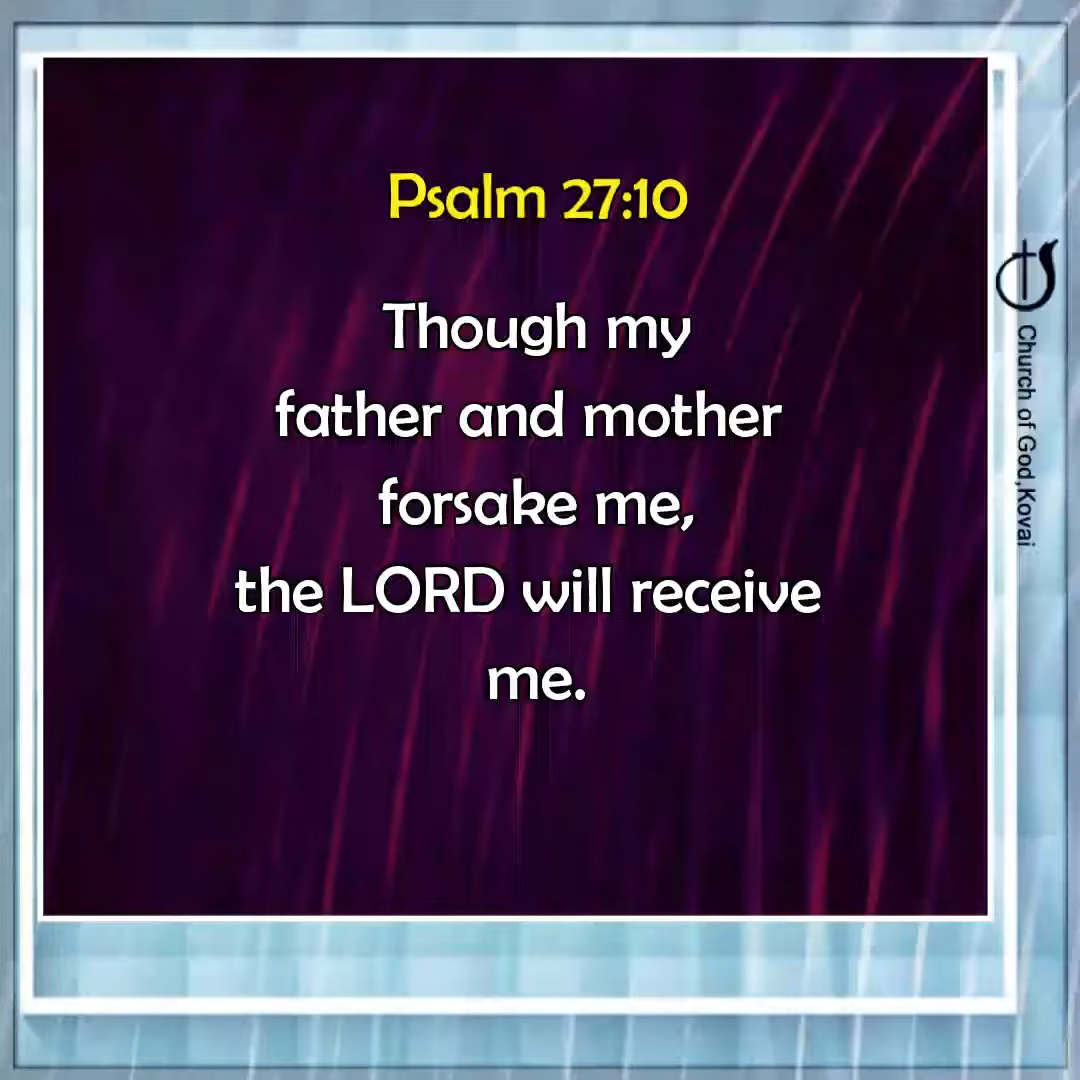 Psalm 27:10
Though my
father and mother
forsake me,
the LORD will receive
me.
Church of God,Kovai